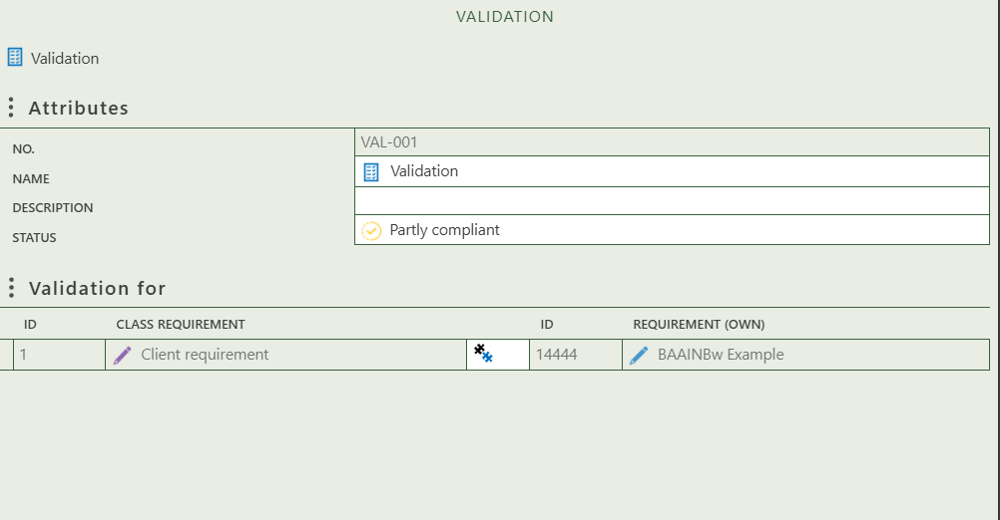 VALIDATION
Validation
Attributes
NO. VAL-001
NAME Validation
DESCRIPTION
STATUS Partly compliant
Validation for
ID CLASS REQUIREMENT ID REQUIREMENT (OWN)
1 Client requirement 14444 BAAINBw Example